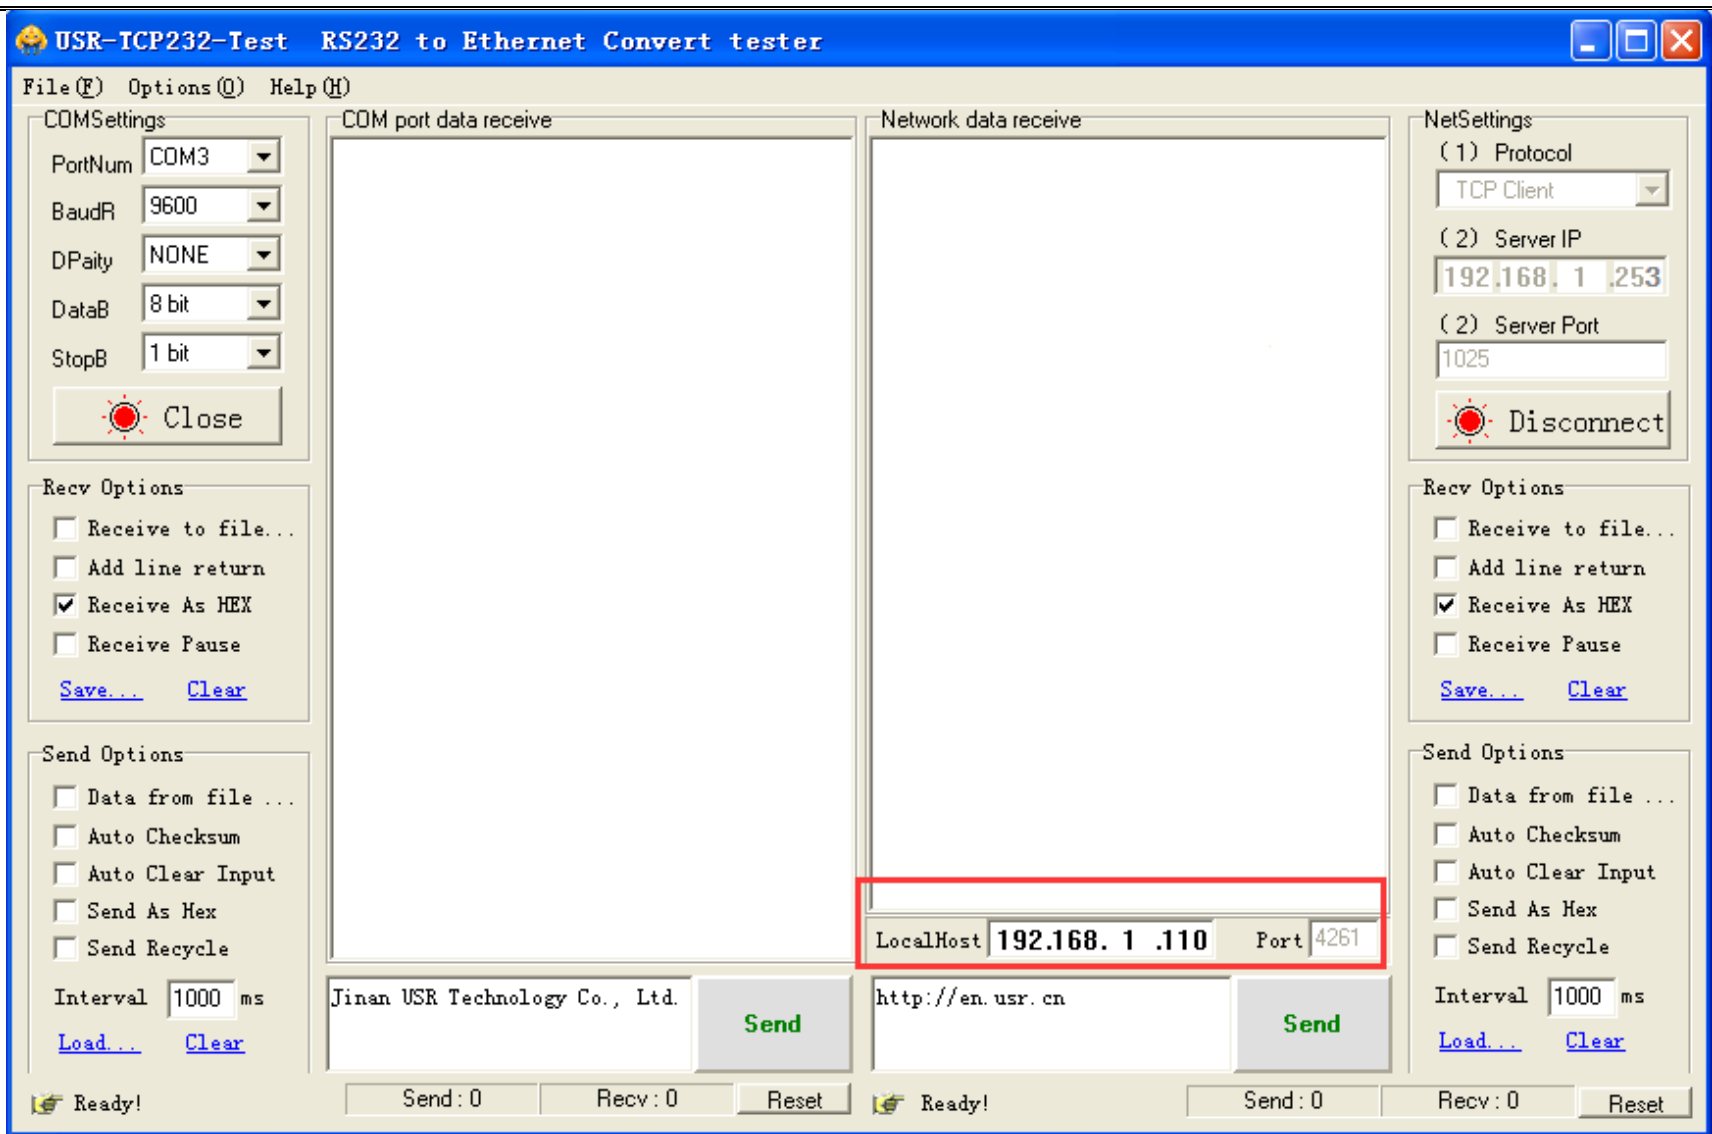 USR-TCP232-Test   RS232 to Ethernet Convert tester
File(F)  Options(O)  Help(H)
COMSettings
PortNum COM3
BaudR 9600
DPaity NONE
DataB 8 bit
StopB 1 bit
Close
Recv Options
Receive to file...
Add line return
Receive As HEX
Receive Pause
Save...  Clear
Send Options
Data from file ...
Auto Checksum
Auto Clear Input
Send As Hex
Send Recycle
Interval 1000 ms
Load...  Clear
COM port data receive
Jinan USR Technology Co., Ltd.
Send
Network data receive
LocalHost 192.168. 1 .110  Port 4261
http://en.usr.cn
Send
NetSettings
(1) Protocol
TCP Client
(2) Server IP
192.168. 1 .253
(2) Server Port
1025
Disconnect
Recv Options
Receive to file...
Add line return
Receive As HEX
Receive Pause
Save...  Clear
Send Options
Data from file ...
Auto Checksum
Auto Clear Input
Send As Hex
Send Recycle
Interval 1000 ms
Load...  Clear
Ready!  Send : 0  Recv : 0  Reset
Ready!  Send : 0  Recv : 0  Reset